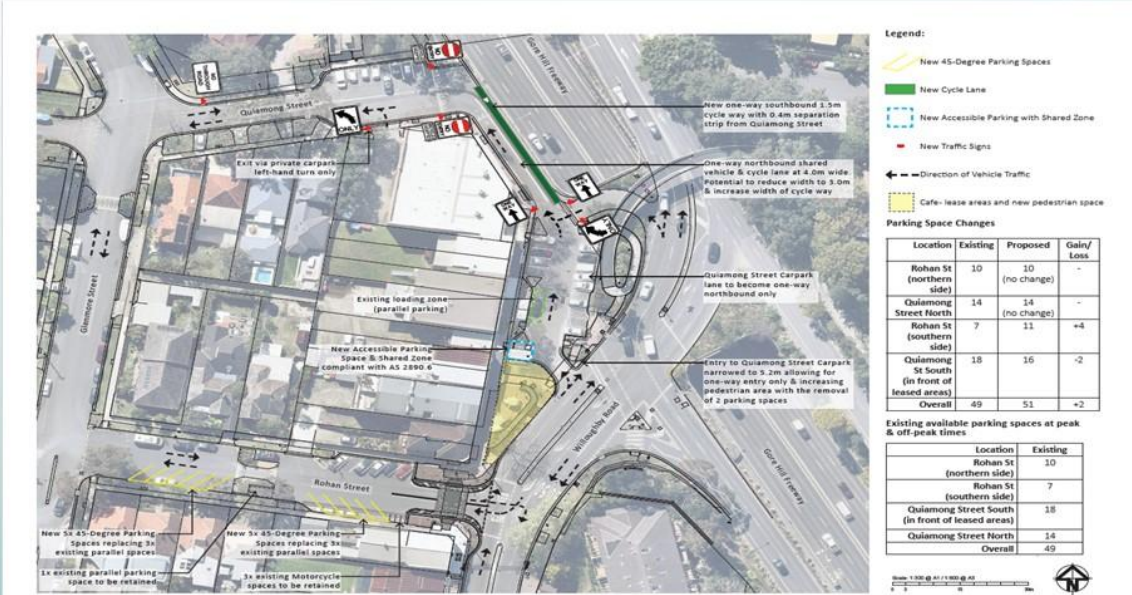 NO THROUGH ROAD
Quiamong Street
ONLY
Exit via private carpark
left-hand turn only
Gore Hill Freeway
New one-way southbound 1.5m
cycle way with 0.4m separation
strip from Quiamong Street
One-way northbound shared
vehicle & cycle lane at 4.0m wide.
Potential to reduce width to 3.0m
& increase width of cycle way
Glenmore Street
Existing loading zone
(parallel parking)
Quiamong Street Carpark
lane to become one-way
northbound only
New Accessible Parking
Space & Shared Zone
compliant with AS 2890.6
Entry to Quiamong Street Carpark
narrowed to 5.2m allowing for
one-way entry only & increasing
pedestrian area with the removal
of 2 parking spaces
Willoughby Road
Gore Hill Freeway
Rohan Street
New 5x 45-Degree Parking
Spaces replacing 3x
existing parallel spaces
1x existing parallel parking
space to be retained
New 5x 45-Degree Parking
Spaces replacing 3x
existing parallel spaces
3x existing Motorcycle
spaces to be retained
Legend:
New 45-Degree Parking Spaces
New Cycle Lane
New Accessible Parking with Shared Zone
New Traffic Signs
Direction of Vehicle Traffic
Cafe- lease areas and new pedestrian space
Parking Space Changes
Location Existing Proposed Gain/
Loss
Rohan St
(northern
side) 10 10
(no change) -
Quiamong
Street North 14 14
(no change) -
Rohan St
(southern
side) 7 11 +4
Quiamong
St South
(in front of
leased areas) 18 16 -2
Overall 49 51 +2
Existing available parking spaces at peak
& off-peak times
Location Existing
Rohan St
(northern side) 10
Rohan St
(southern side) 7
Quiamong Street South
(in front of leased areas) 18
Quiamong Street North 14
Overall 49
N